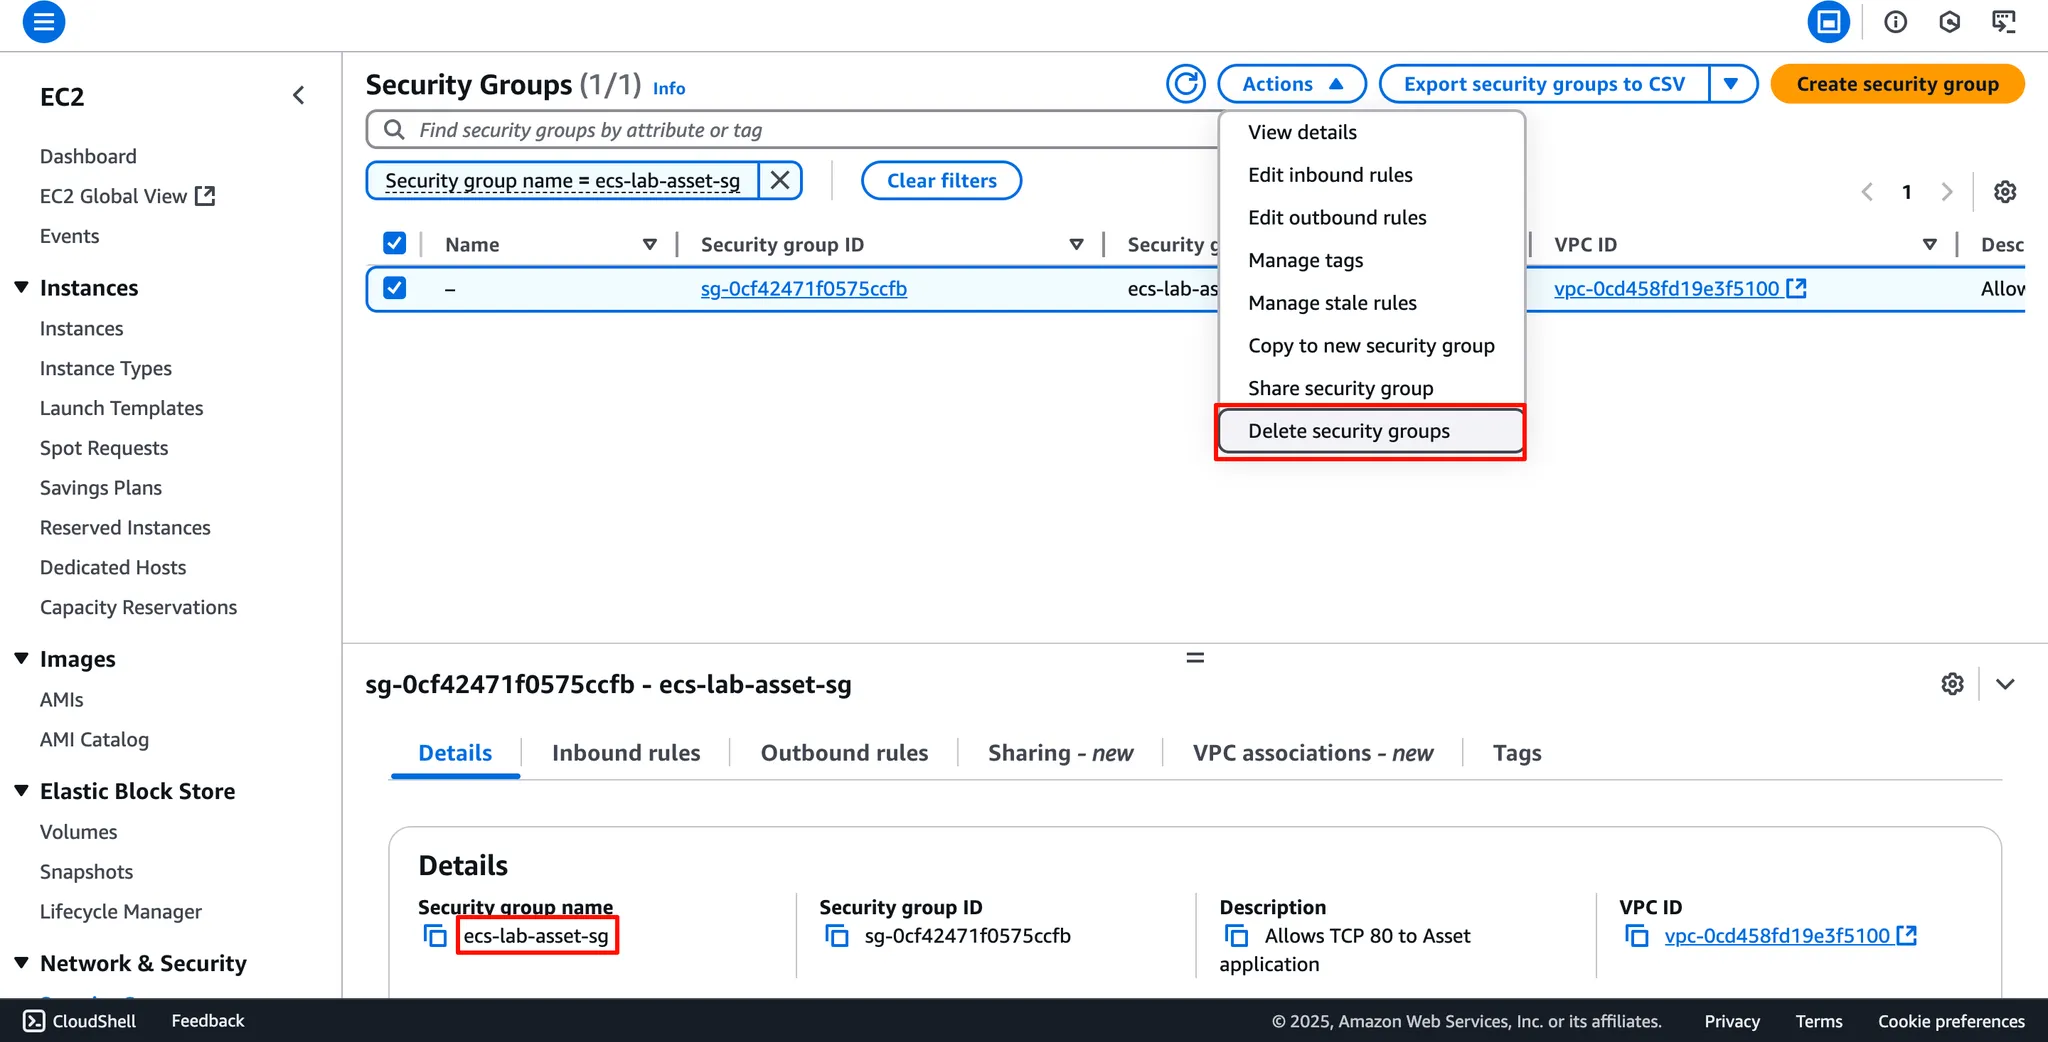 EC2
Dashboard
EC2 Global View
Events
Instances
Instances
Instance Types
Launch Templates
Spot Requests
Savings Plans
Reserved Instances
Dedicated Hosts
Capacity Reservations
Images
AMIs
AMI Catalog
Elastic Block Store
Volumes
Snapshots
Lifecycle Manager
Network & Security
Security Groups (1/1) Info
Actions
Export security groups to CSV
Create security group
Find security groups by attribute or tag
Security group name = ecs-lab-asset-sg
Clear filters
1
Name
Security group ID
Security g
VPC ID
Desc
–
sg-0cf42471f0575ccfb
ecs-lab-as
vpc-0cd458fd19e3f5100
Allow
View details
Edit inbound rules
Edit outbound rules
Manage tags
Manage stale rules
Copy to new security group
Share security group
Delete security groups
sg-0cf42471f0575ccfb - ecs-lab-asset-sg
Details
Inbound rules
Outbound rules
Sharing - new
VPC associations - new
Tags
Details
Security group name
ecs-lab-asset-sg
Security group ID
sg-0cf42471f0575ccfb
Description
Allows TCP 80 to Asset
application
VPC ID
vpc-0cd458fd19e3f5100
CloudShell
Feedback
© 2025, Amazon Web Services, Inc. or its affiliates.
Privacy
Terms
Cookie preferences